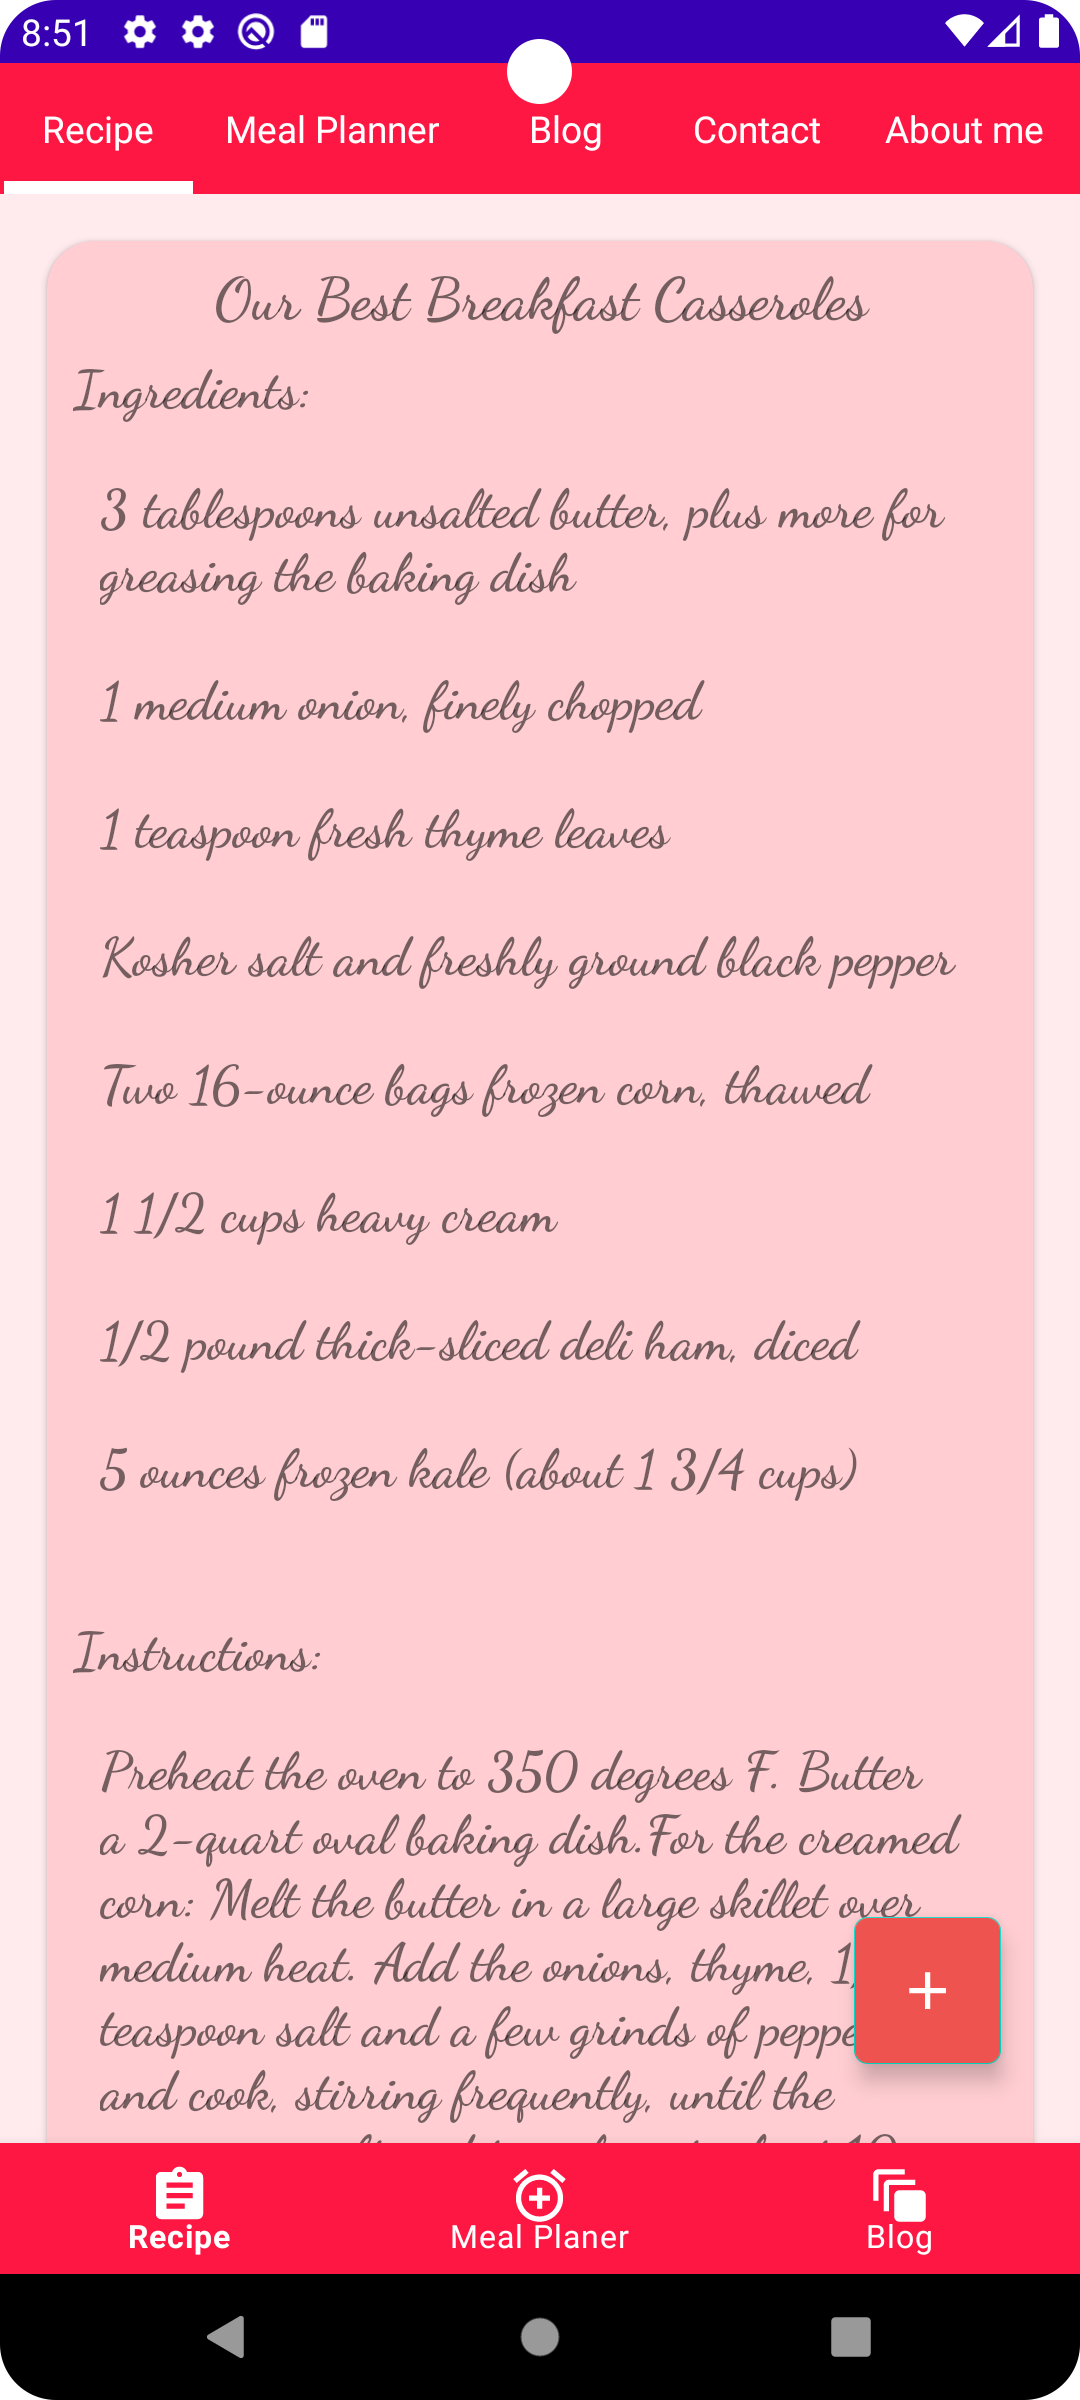 8:51
Recipe Meal Planner Blog Contact About me
Our Best Breakfast Casseroles
Ingredients:
3 tablespoons unsalted butter, plus more for
greasing the baking dish
1 medium onion, finely chopped
1 teaspoon fresh thyme leaves
Kosher salt and freshly ground black pepper
Two 16-ounce bags frozen corn, thawed
1 1/2 cups heavy cream
1/2 pound thick-sliced deli ham, diced
5 ounces frozen kale (about 1 3/4 cups)
Instructions:
Preheat the oven to 350 degrees F. Butter
a 2-quart oval baking dish.For the creamed
corn: Melt the butter in a large skillet over
medium heat. Add the onions, thyme,
teaspoon salt and a few grinds of
and cook, stirring frequently, until the
Recipe Meal Planer Blog